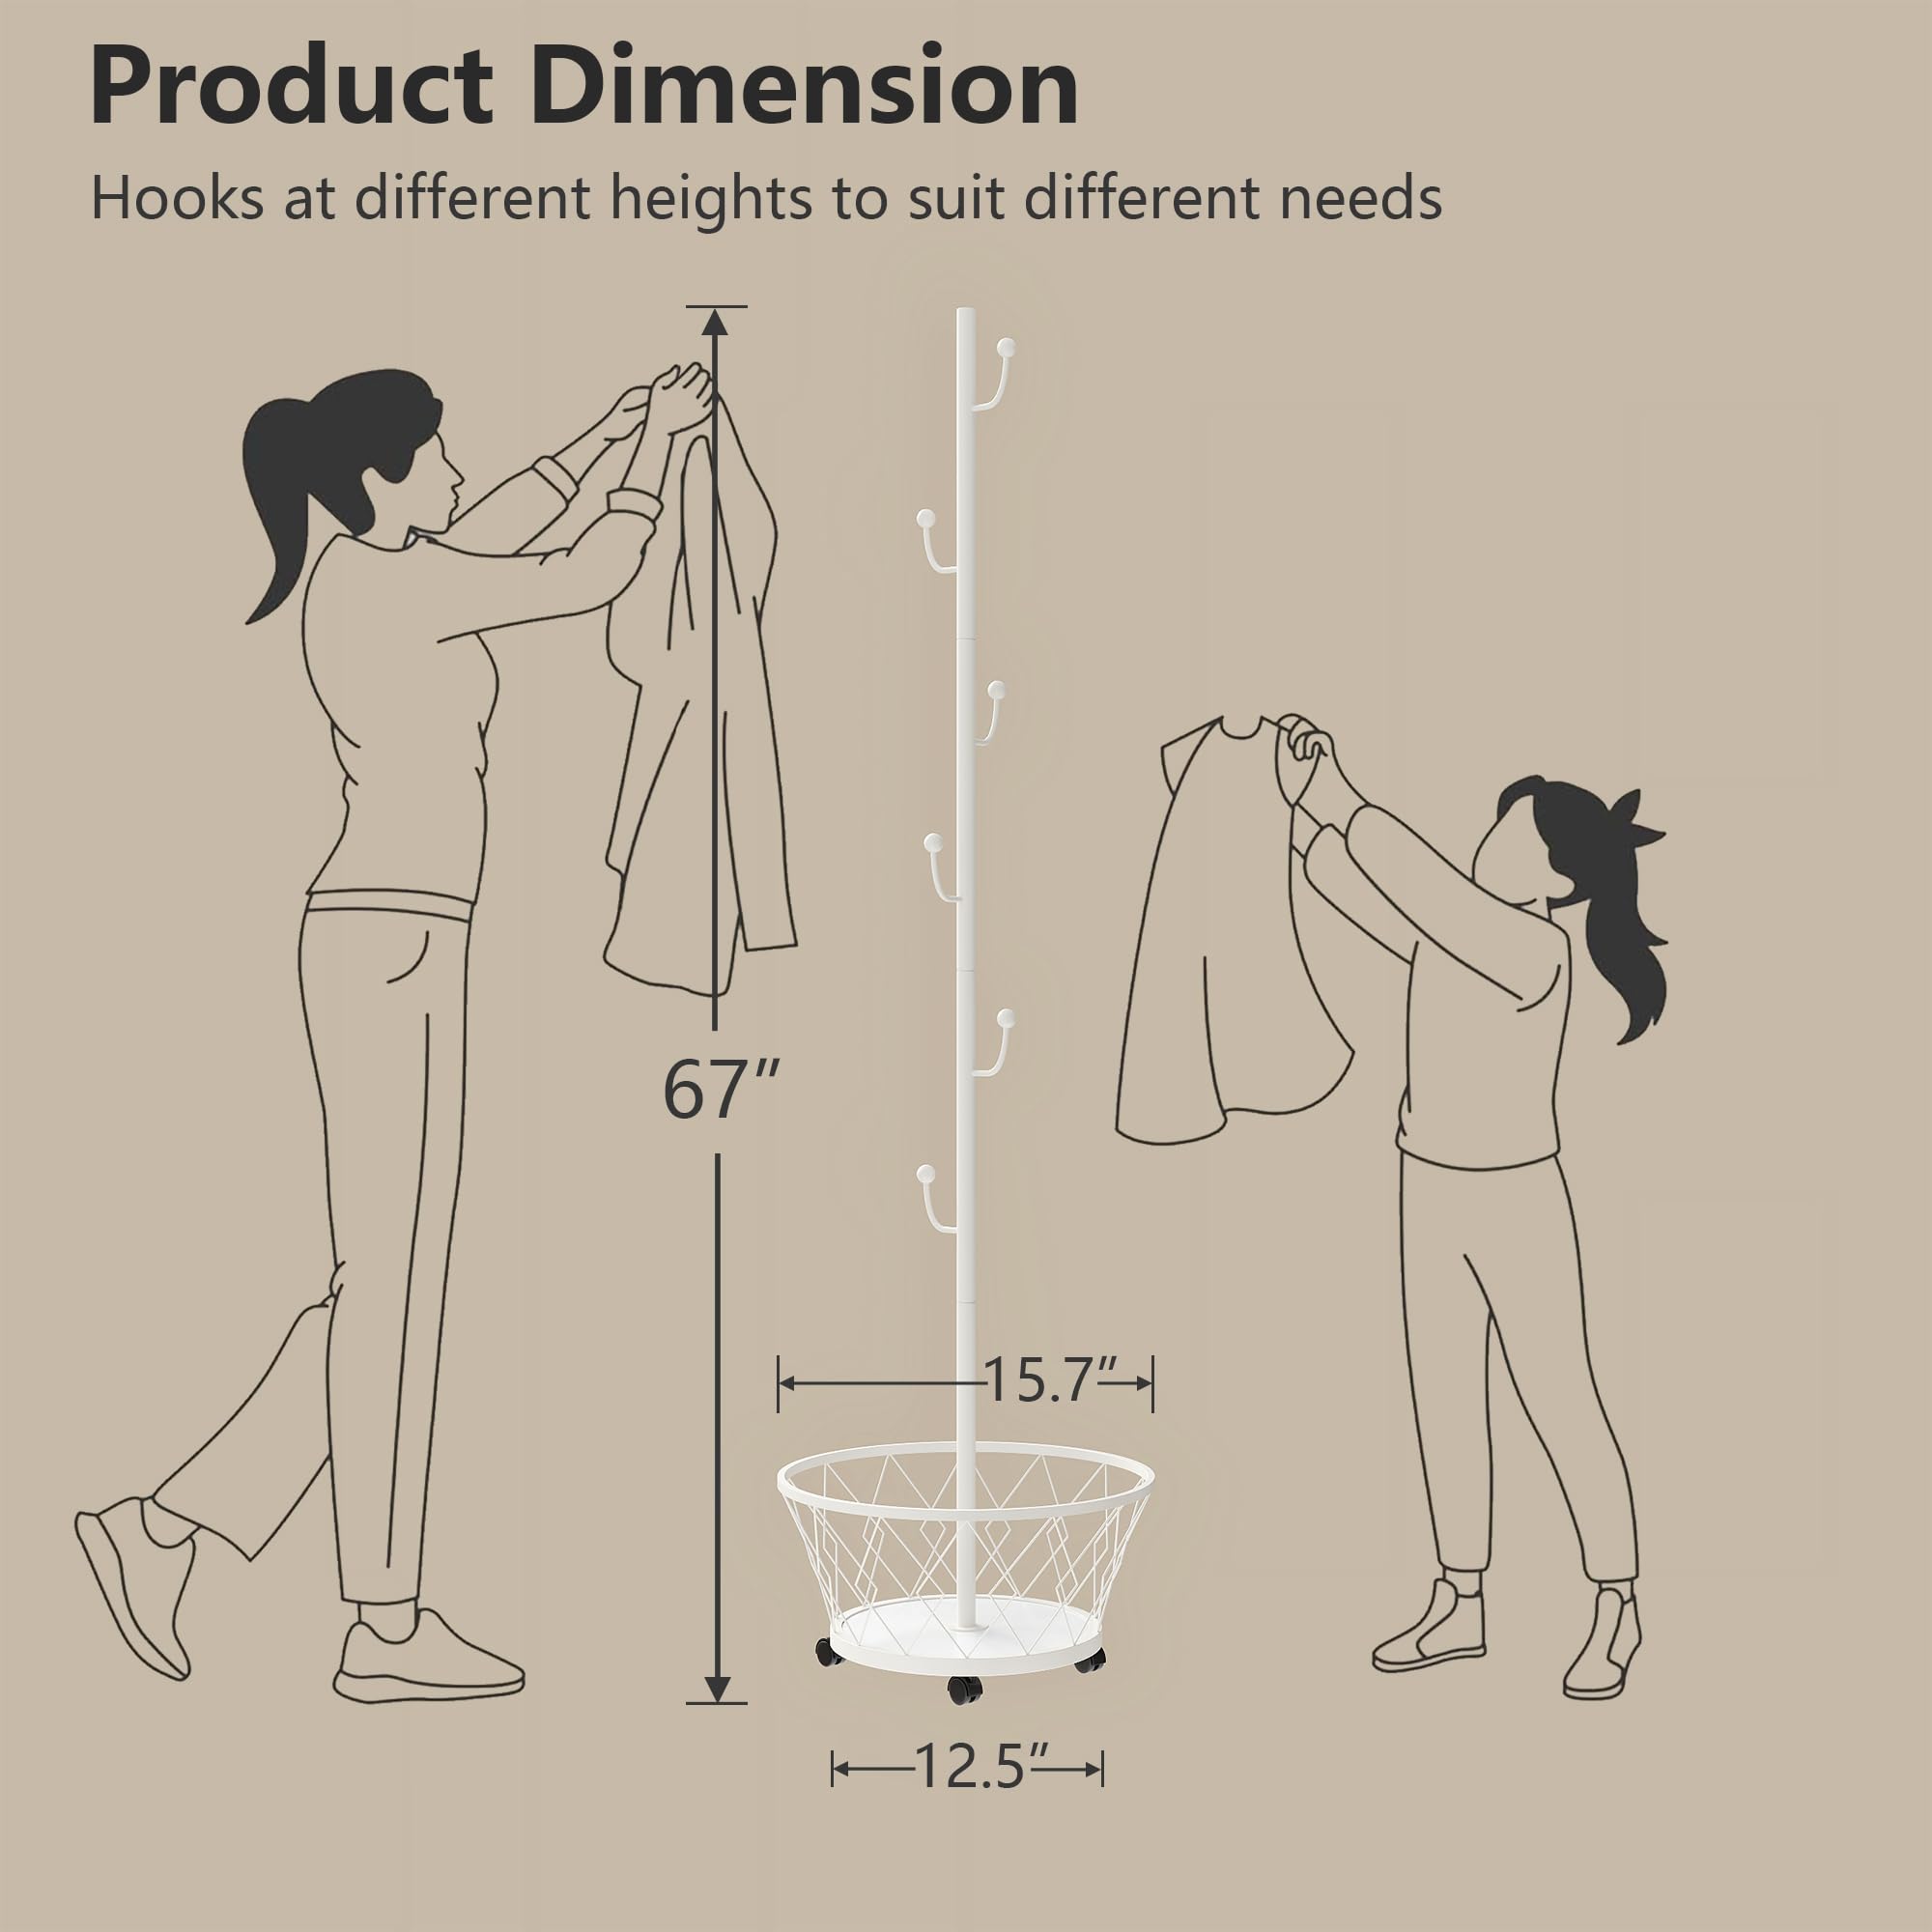 Product Dimension
Hooks at different heights to suit different needs
67″
15.7″
12.5″